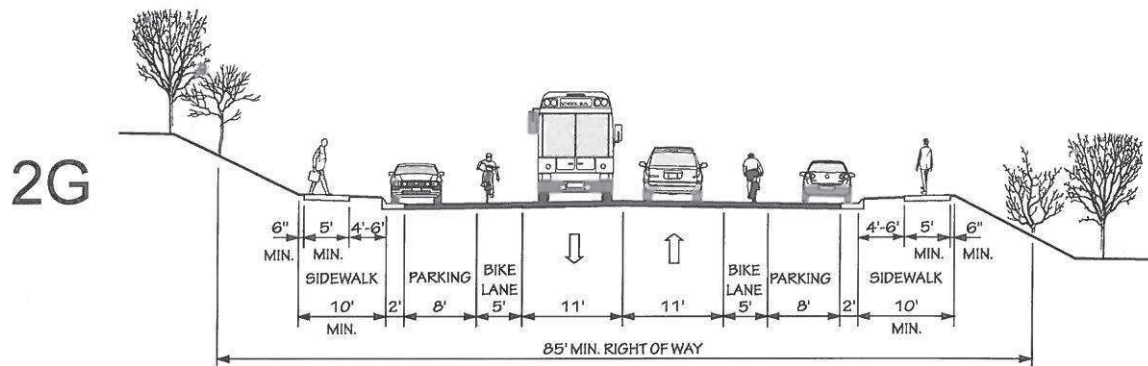 SCHOOL BUS
2G
6" 5' 4'-6' 4'-6' 5' 6"
MIN. MIN. MIN. MIN.
SIDEWALK PARKING BIKE LANE BIKE LANE PARKING SIDEWALK
10' 2' 8' 5' 11' 11' 5' 8' 2' 10'
MIN. MIN.
85' MIN. RIGHT OF WAY